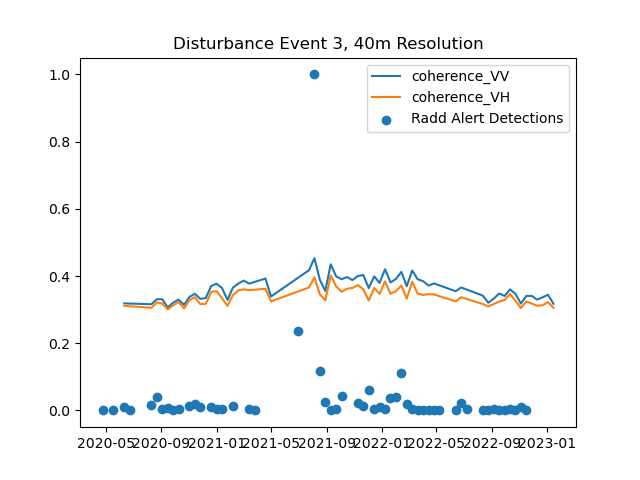 Disturbance Event 3, 40m Resolution
coherence_VV
coherence_VH
Radd Alert Detections
1.0
0.8
0.6
0.4
0.2
0.0
2020-05 2020-09 2021-01 2021-05 2021-09 2022-01 2022-05 2022-09 2023-01